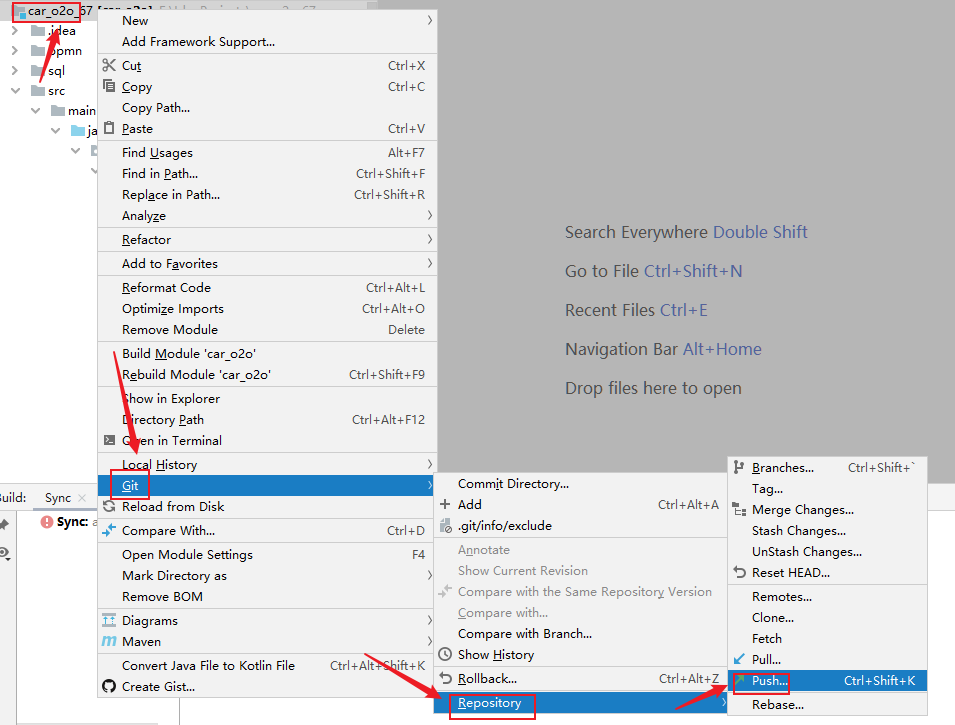 car_o2o_67
.idea
bpmn
sql
src
main
New
Add Framework Support...
Cut Ctrl+X
Copy Ctrl+C
Copy Path...
Paste Ctrl+V
Find Usages Alt+F7
Find in Path... Ctrl+Shift+F
Replace in Path... Ctrl+Shift+R
Analyze
Refactor
Add to Favorites
Reformat Code Ctrl+Alt+L
Optimize Imports Ctrl+Alt+O
Remove Module Delete
Build Module 'car_o2o'
Rebuild Module 'car_o2o' Ctrl+Shift+F9
Show in Explorer
Directory Path Ctrl+Alt+F12
Open in Terminal
Local History
Git
Reload from Disk
Compare With... Ctrl+D
Open Module Settings F4
Mark Directory as
Remove BOM
Diagrams
Maven
Convert Java File to Kotlin File Ctrl+Alt+Shift+K
Create Gist...
Search Everywhere Double Shift
Go to File Ctrl+Shift+N
Recent Files Ctrl+E
Navigation Bar Alt+Home
Drop files here to open
Build: Sync
Sync:
Commit Directory...
Add Ctrl+Alt+A
.git/info/exclude
Annotate
Show Current Revision
Compare with the Same Repository Version
Compare with...
Compare with Branch...
Show History
Rollback... Ctrl+Alt+Z
Repository
Branches... Ctrl+Shift+`
Tag...
Merge Changes...
Stash Changes...
UnStash Changes...
Reset HEAD...
Remotes...
Clone...
Fetch
Pull...
Push... Ctrl+Shift+K
Rebase...